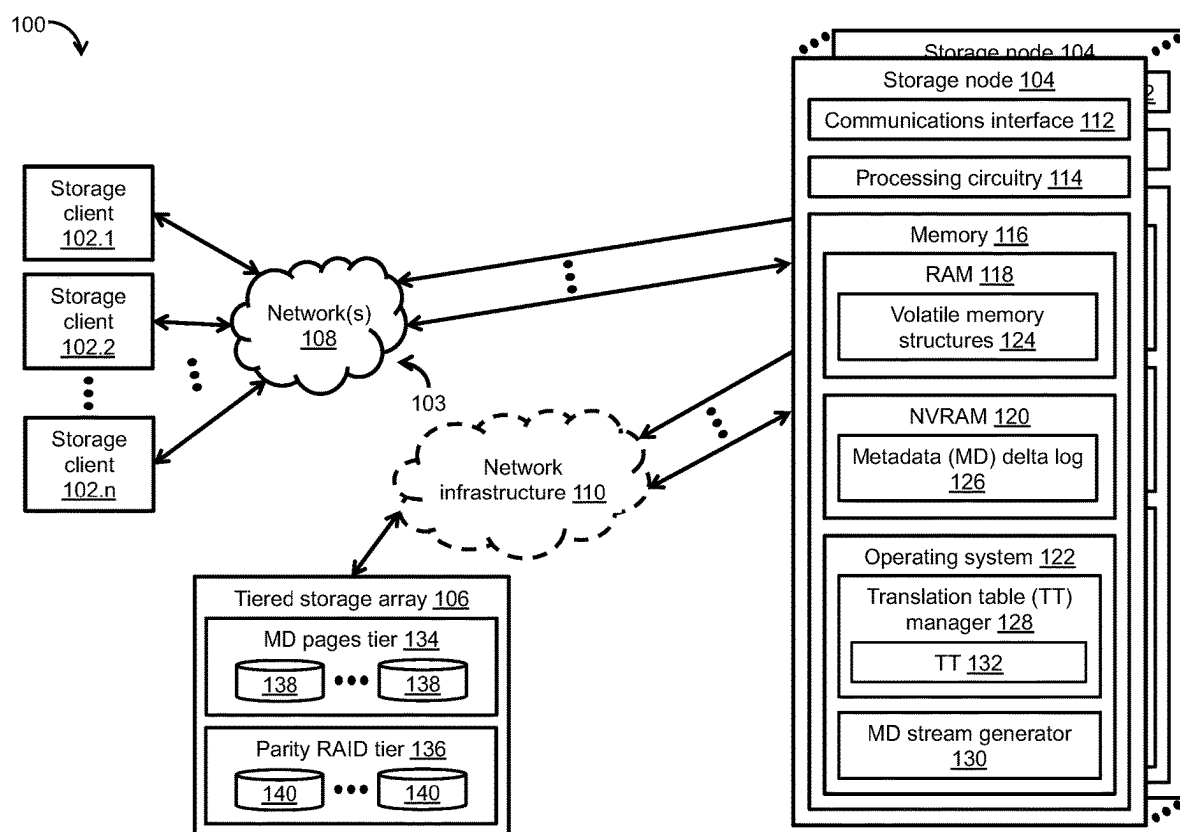 100
Storage
client
102.1
Storage
client
102.2
Storage
client
102.n
Network(s)
108
103
Network
infrastructure 110
Tiered storage array 106
MD pages tier 134
138
138
Parity RAID tier 136
140
140
Storage node 104
2
Storage node 104
Communications interface 112
Processing circuitry 114
Memory 116
RAM 118
Volatile memory
structures 124
NVRAM 120
Metadata (MD) delta log
126
Operating system 122
Translation table (TT)
manager 128
TT 132
MD stream generator
130